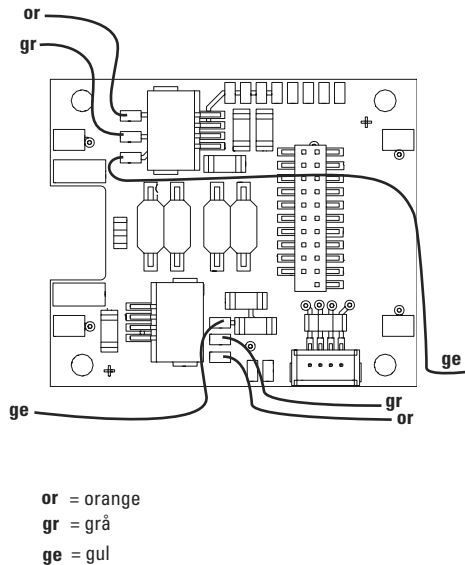 or
gr
ge
gr
ge
or
or = orange
gr = grå
ge = gul